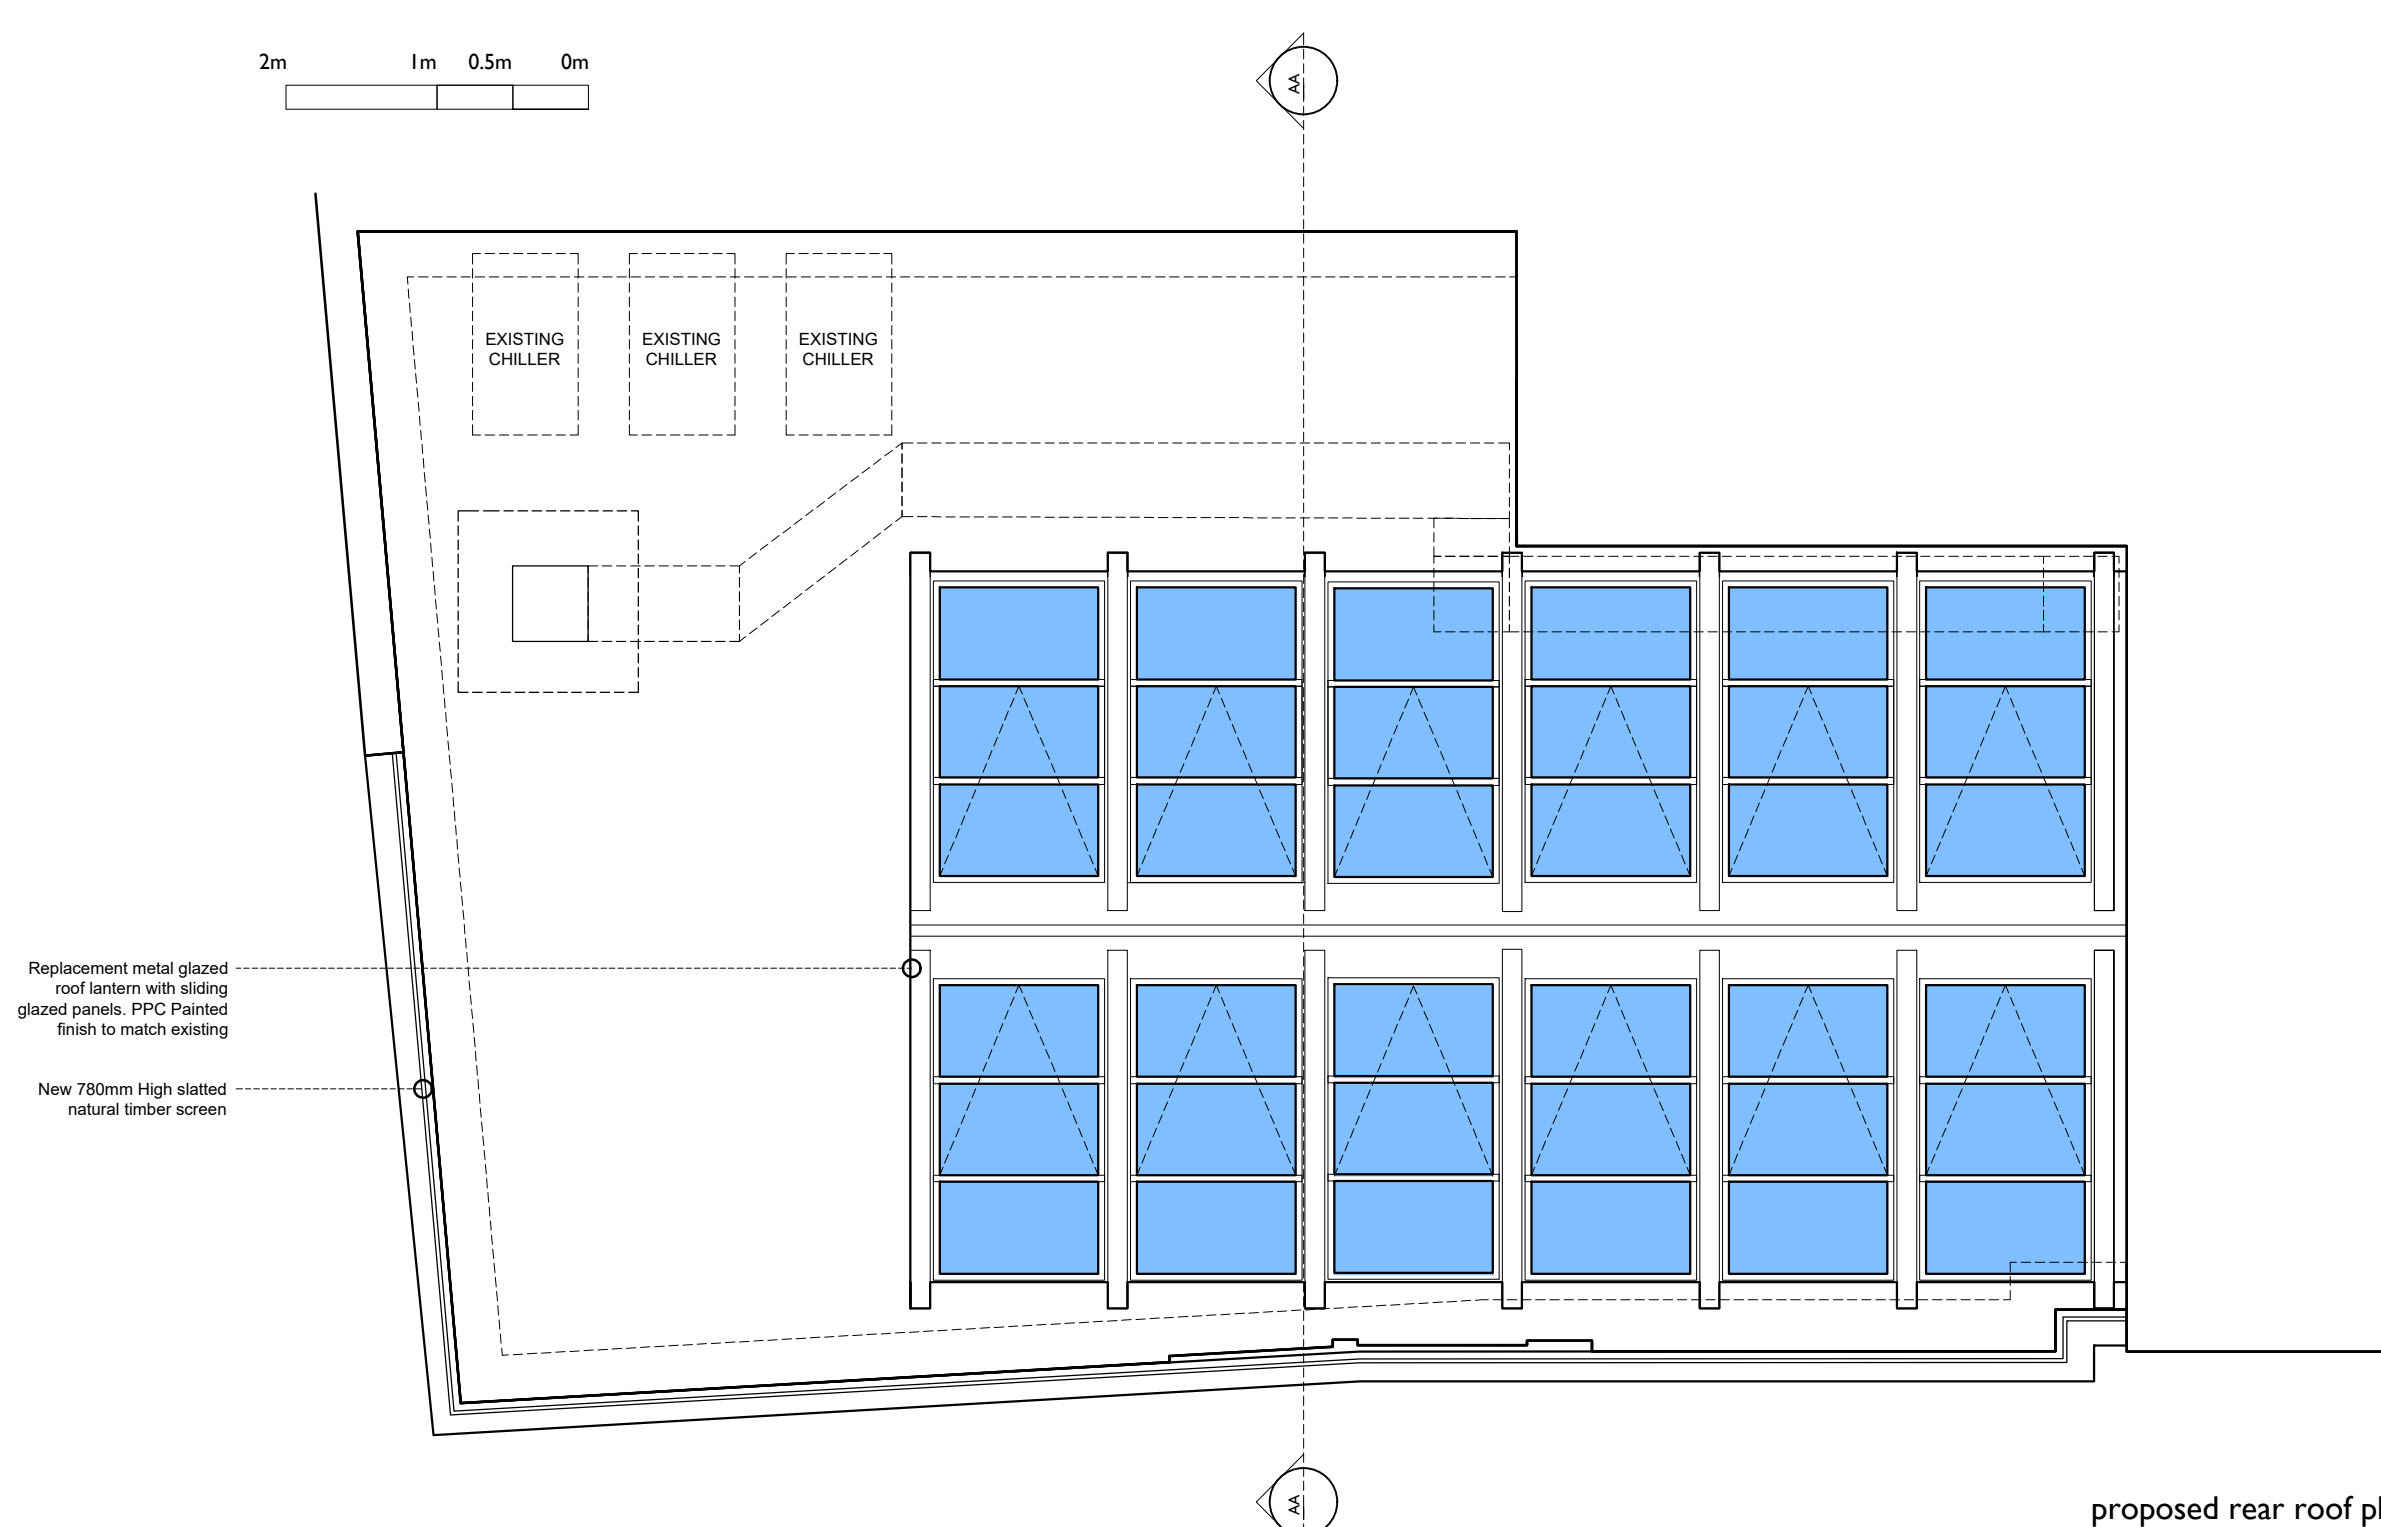 2m 1m 0.5m 0m
AA
EXISTING
CHILLER
EXISTING
CHILLER
EXISTING
CHILLER
Replacement metal glazed
roof lantern with sliding
glazed panels. PPC Painted
finish to match existing
New 780mm High slatted
natural timber screen
AA
proposed rear roof